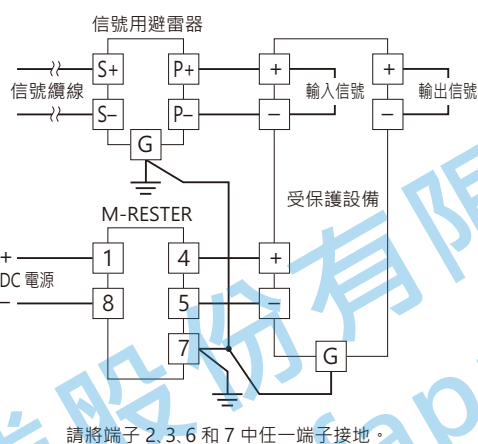 信號用避雷器
S+ P+ + +
信號纜線 輸入信號 輸出信號
S− P− − −
G
受保護設備
M-RESTER
+ 1 4 +
DC 電源
− 8 5 −
7
G
請將端子 2、3、6 和 7 中任一端子接地。